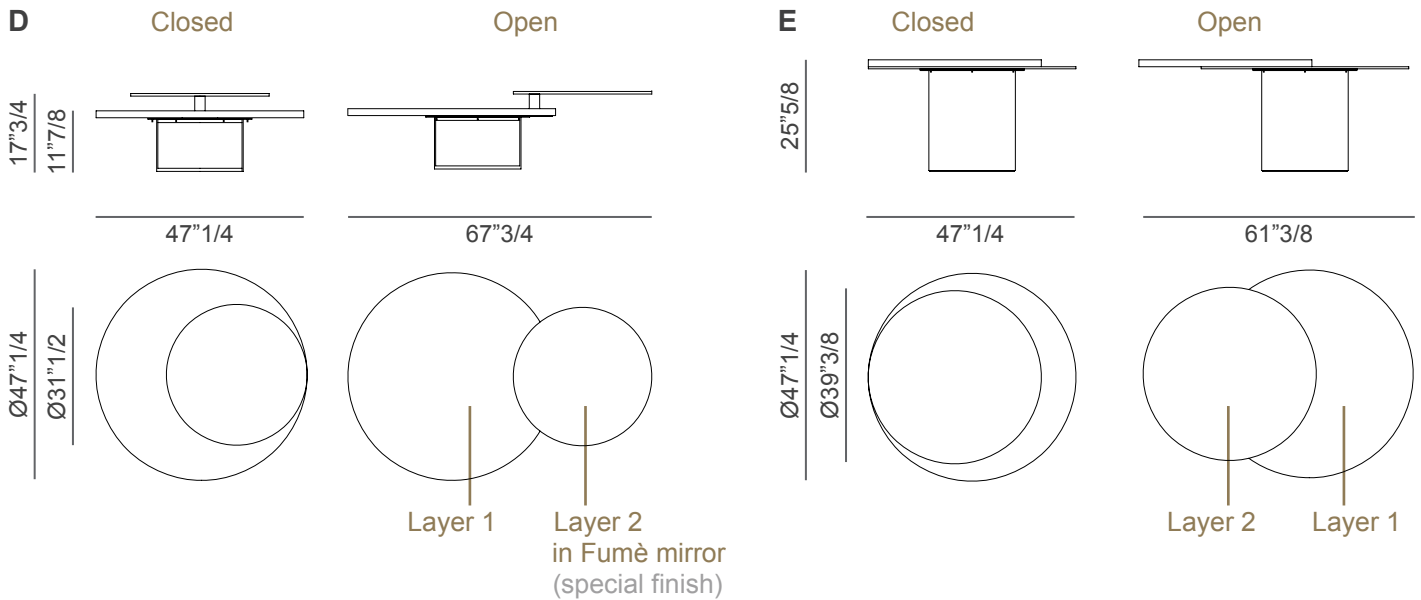 D
Closed
Open
17”3/4
11”7/8
47”1/4
67”3/4
Ø47”1/4
Ø31”1/2
Layer 1
Layer 2
in Fumè mirror
(special finish)
E
Closed
Open
25”5/8
47”1/4
61”3/8
Ø47”1/4
Ø39”3/8
Layer 2
Layer 1